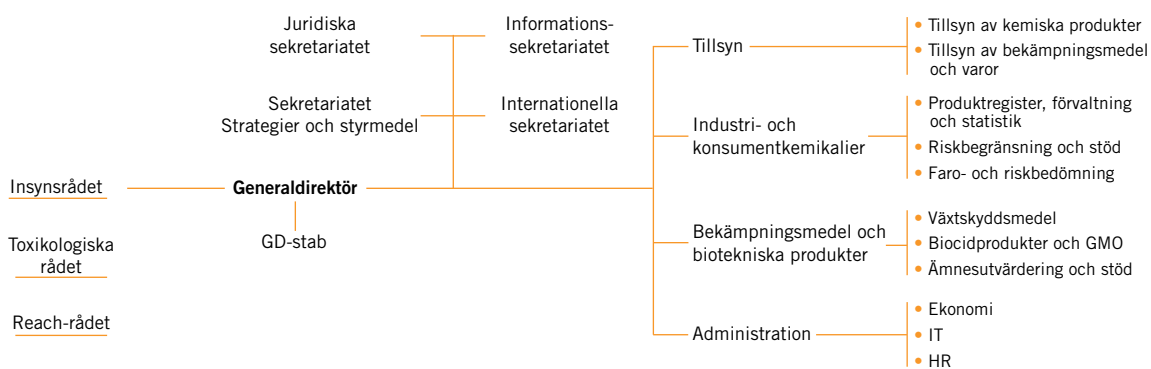 Juridiska
sekretariatet
Informations-
sekretariatet
Sekretariatet
Strategier och styrmedel
Internationella
sekretariatet
Insynsrådet
Generaldirektör
GD-stab
Toxikologiska
rådet
Reach-rådet
Tillsyn
• Tillsyn av kemiska produkter
• Tillsyn av bekämpningsmedel
och varor
Industri- och
konsumentkemikalier
• Produktregister, förvaltning
och statistik
• Riskbegränsning och stöd
• Faro- och riskbedömning
Bekämpningsmedel och
biotekniska produkter
• Växtskyddsmedel
• Biocidprodukter och GMO
• Ämnesutvärdering och stöd
Administration
• Ekonomi
• IT
• HR